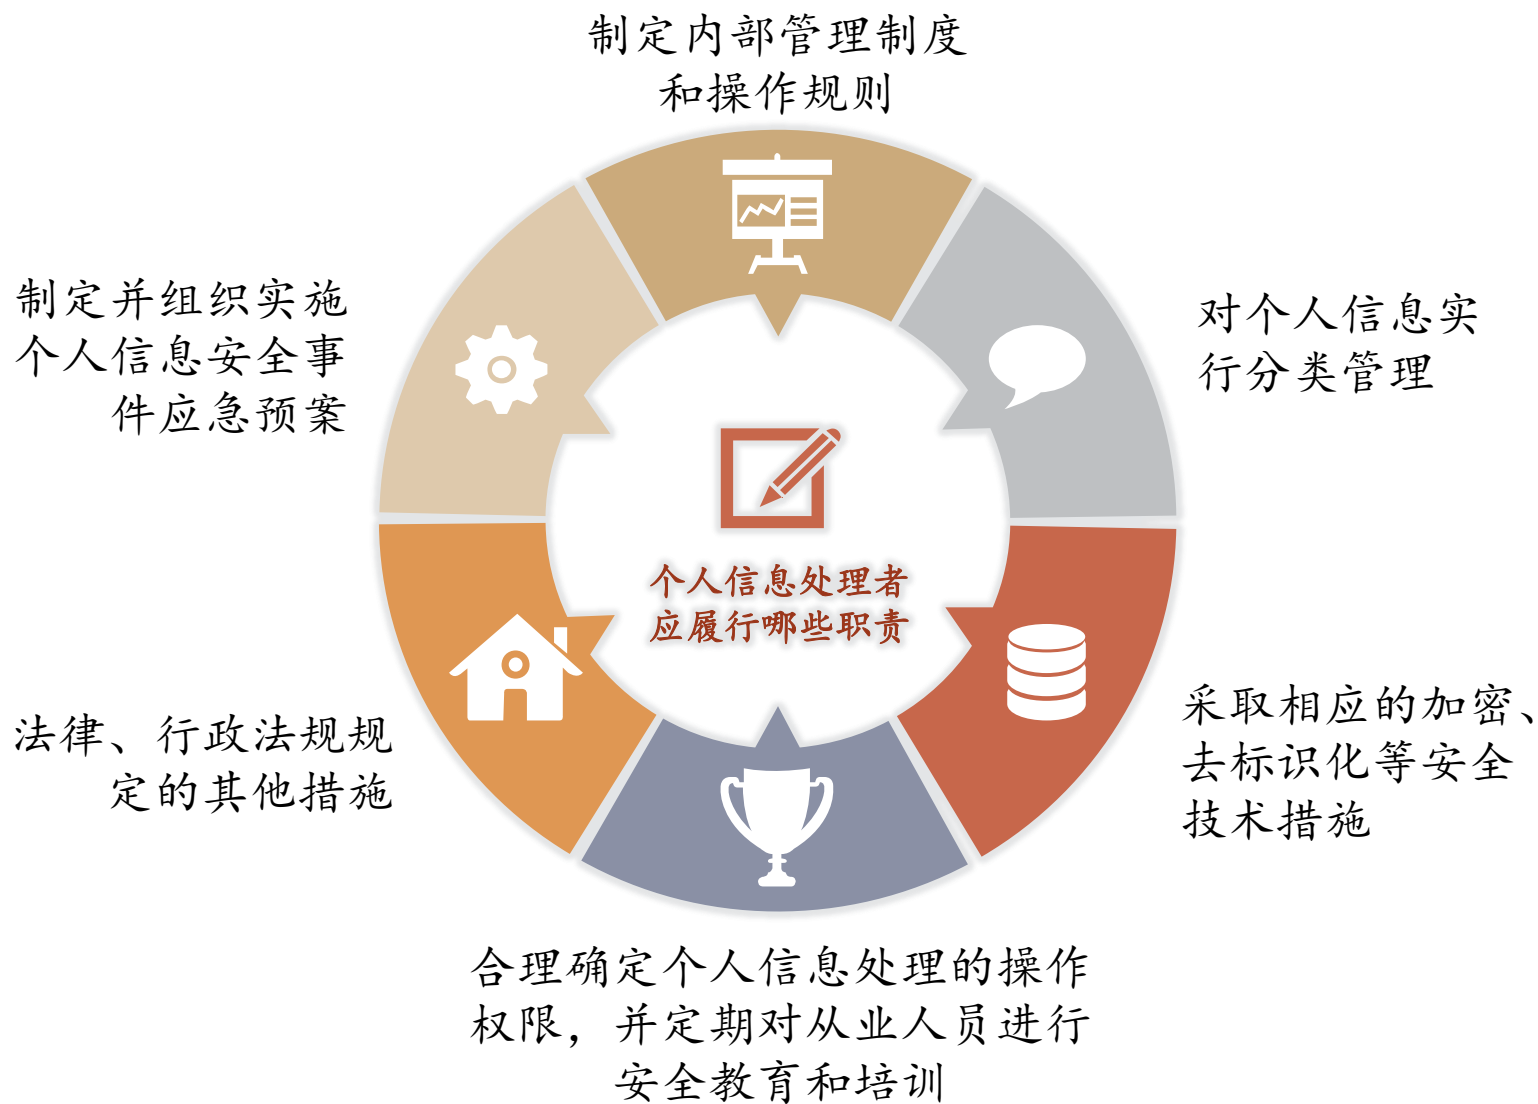 制定内部管理制度
和操作规则
对个人信息实
行分类管理
采取相应的加密、
去标识化等安全
技术措施
合理确定个人信息处理的操作
权限，并定期对从业人员进行
安全教育和培训
法律、行政法规规
定的其他措施
制定并组织实施
个人信息安全事
件应急预案
个人信息处理者
应履行哪些职责